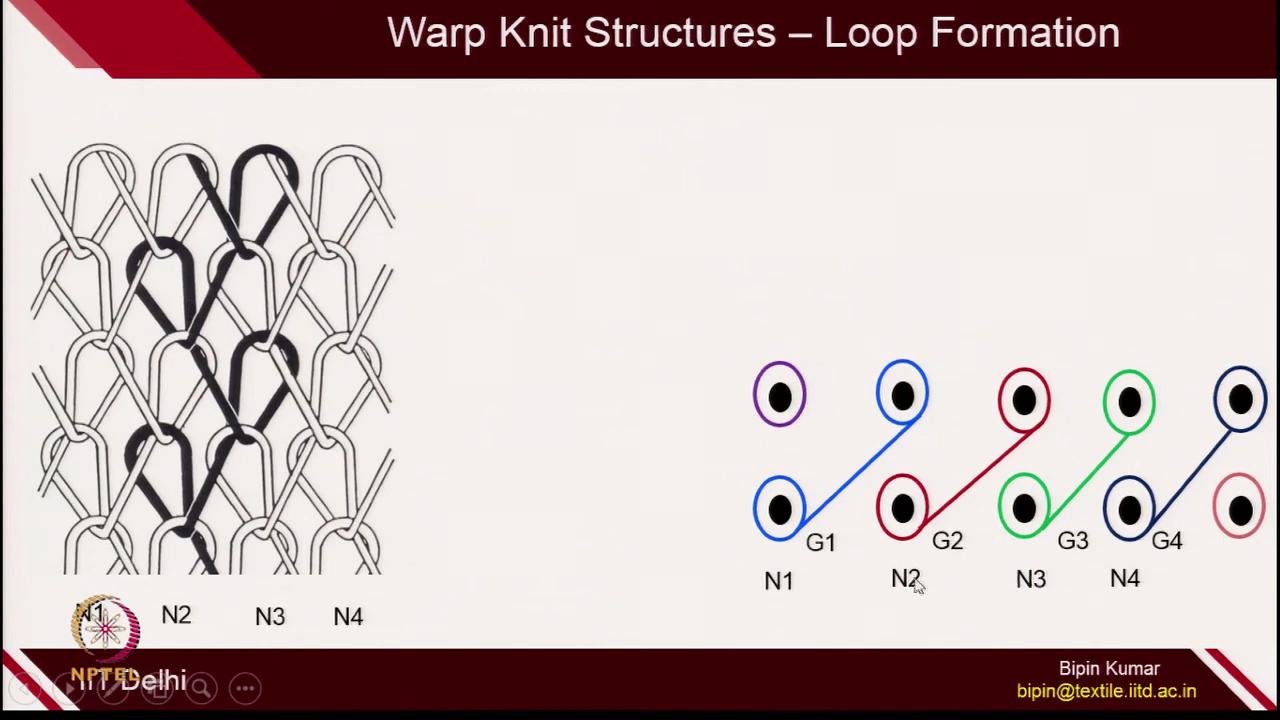 Warp Knit Structures – Loop Formation
G1 G2 G3 G4
N1 N2 N3 N4
N1 N2 N3 N4
NPTEL
IIT Delhi
Bipin Kumar
bipin@textile.iitd.ac.in